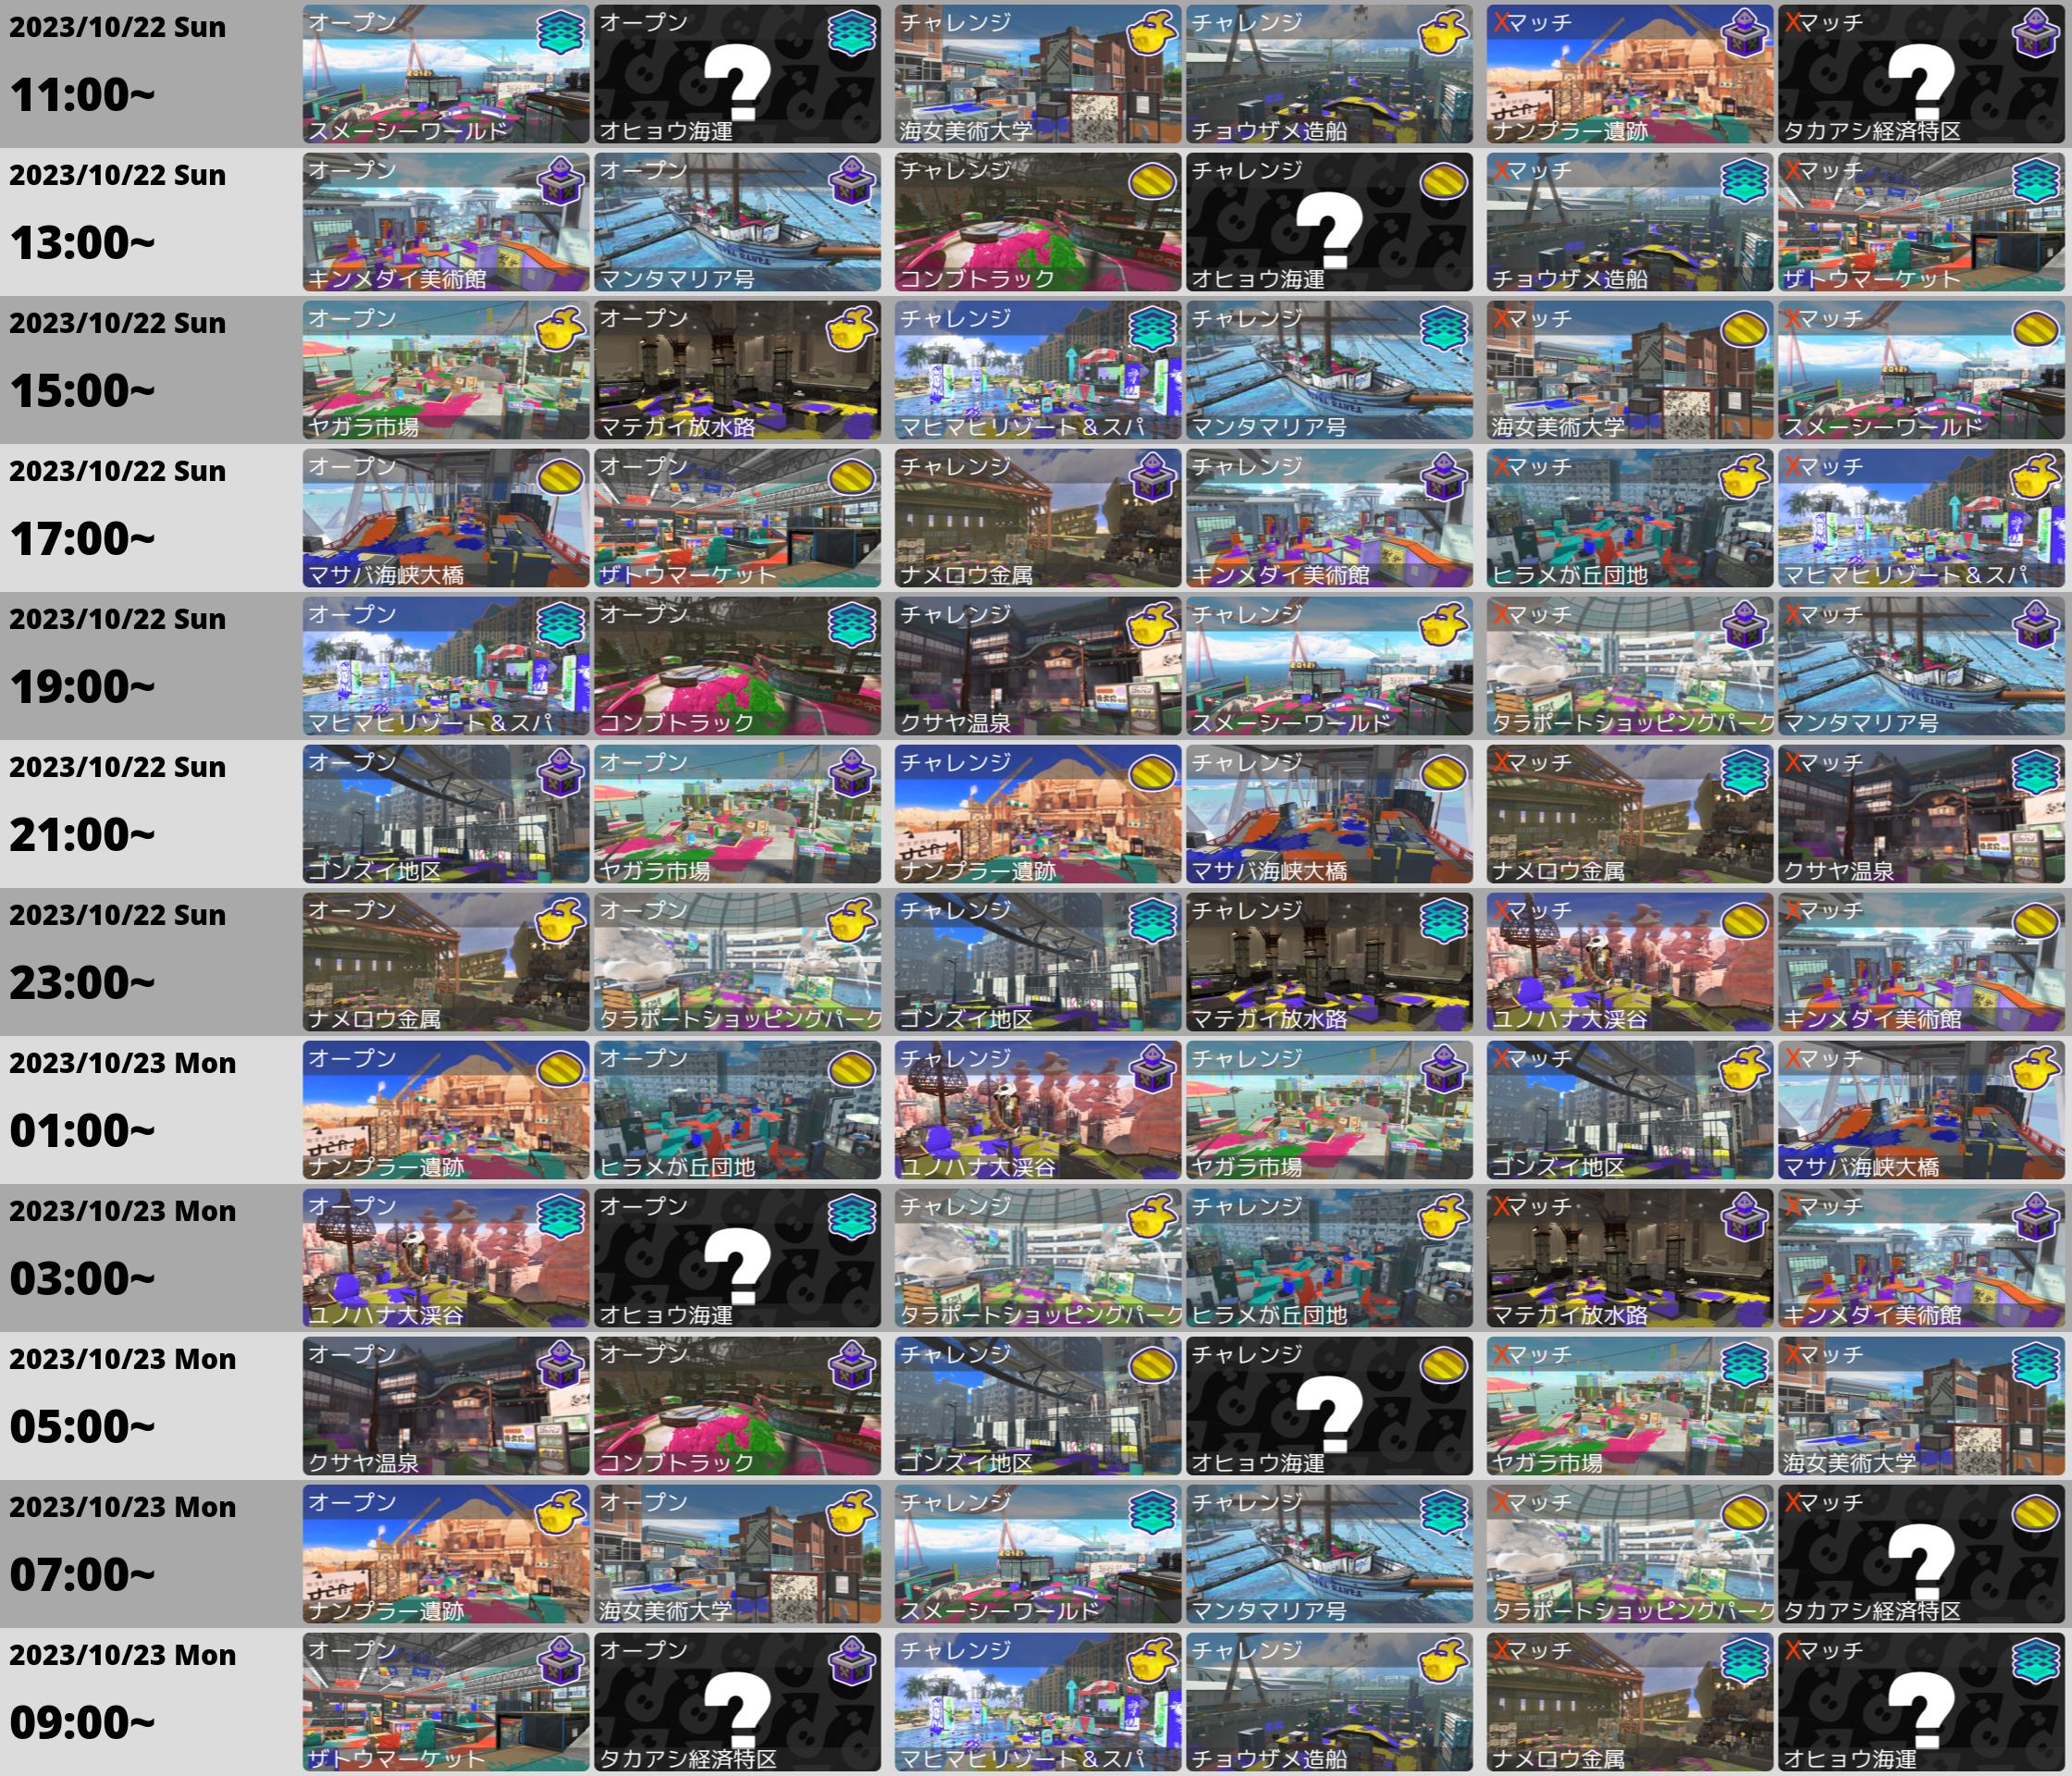 2023/10/22 Sun
11:00~
オープン
スメーシーワールド
オープン
オヒョウ海運
チャレンジ
海女美術大学
チャレンジ
チョウザメ造船
Xマッチ
ナンプラー遺跡
Xマッチ
タカアシ経済特区
2023/10/22 Sun
13:00~
オープン
キンメダイ美術館
オープン
マンタマリア号
チャレンジ
コンブトラック
チャレンジ
オヒョウ海運
Xマッチ
チョウザメ造船
Xマッチ
ザトウマーケット
2023/10/22 Sun
15:00~
オープン
ヤガラ市場
オープン
マテガイ放水路
チャレンジ
マヒマヒリゾート&スパ
チャレンジ
マンタマリア号
Xマッチ
海女美術大学
Xマッチ
スメーシーワールド
2023/10/22 Sun
17:00~
オープン
マサバ海峡大橋
オープン
ザトウマーケット
チャレンジ
ナメロウ金属
チャレンジ
キンメダイ美術館
Xマッチ
ヒラメが丘団地
Xマッチ
マヒマヒリゾート&スパ
2023/10/22 Sun
19:00~
オープン
マヒマヒリゾート&スパ
オープン
コンブトラック
チャレンジ
クサヤ温泉
チャレンジ
スメーシーワールド
Xマッチ
タラポートショッピングパーク
Xマッチ
マンタマリア号
2023/10/22 Sun
21:00~
オープン
ゴンズイ地区
オープン
ヤガラ市場
チャレンジ
ナンプラー遺跡
チャレンジ
マサバ海峡大橋
Xマッチ
ナメロウ金属
Xマッチ
クサヤ温泉
2023/10/22 Sun
23:00~
オープン
ナメロウ金属
オープン
タラポートショッピングパーク
チャレンジ
ゴンズイ地区
チャレンジ
マテガイ放水路
Xマッチ
ユノハナ大渓谷
Xマッチ
キンメダイ美術館
2023/10/23 Mon
01:00~
オープン
ナンプラー遺跡
オープン
ヒラメが丘団地
チャレンジ
ユノハナ大渓谷
チャレンジ
ヤガラ市場
Xマッチ
ゴンズイ地区
Xマッチ
マサバ海峡大橋
2023/10/23 Mon
03:00~
オープン
ユノハナ大渓谷
オープン
オヒョウ海運
チャレンジ
タラポートショッピングパーク
チャレンジ
ヒラメが丘団地
Xマッチ
マテガイ放水路
Xマッチ
キンメダイ美術館
2023/10/23 Mon
05:00~
オープン
クサヤ温泉
オープン
コンブトラック
チャレンジ
ゴンズイ地区
チャレンジ
オヒョウ海運
Xマッチ
ヤガラ市場
Xマッチ
海女美術大学
2023/10/23 Mon
07:00~
オープン
ナンプラー遺跡
オープン
海女美術大学
チャレンジ
スメーシーワールド
チャレンジ
マンタマリア号
Xマッチ
タラポートショッピングパーク
Xマッチ
タカアシ経済特区
2023/10/23 Mon
09:00~
オープン
ザトウマーケット
オープン
タカアシ経済特区
チャレンジ
マヒマヒリゾート&スパ
チャレンジ
チョウザメ造船
Xマッチ
ナメロウ金属
Xマッチ
オヒョウ海運